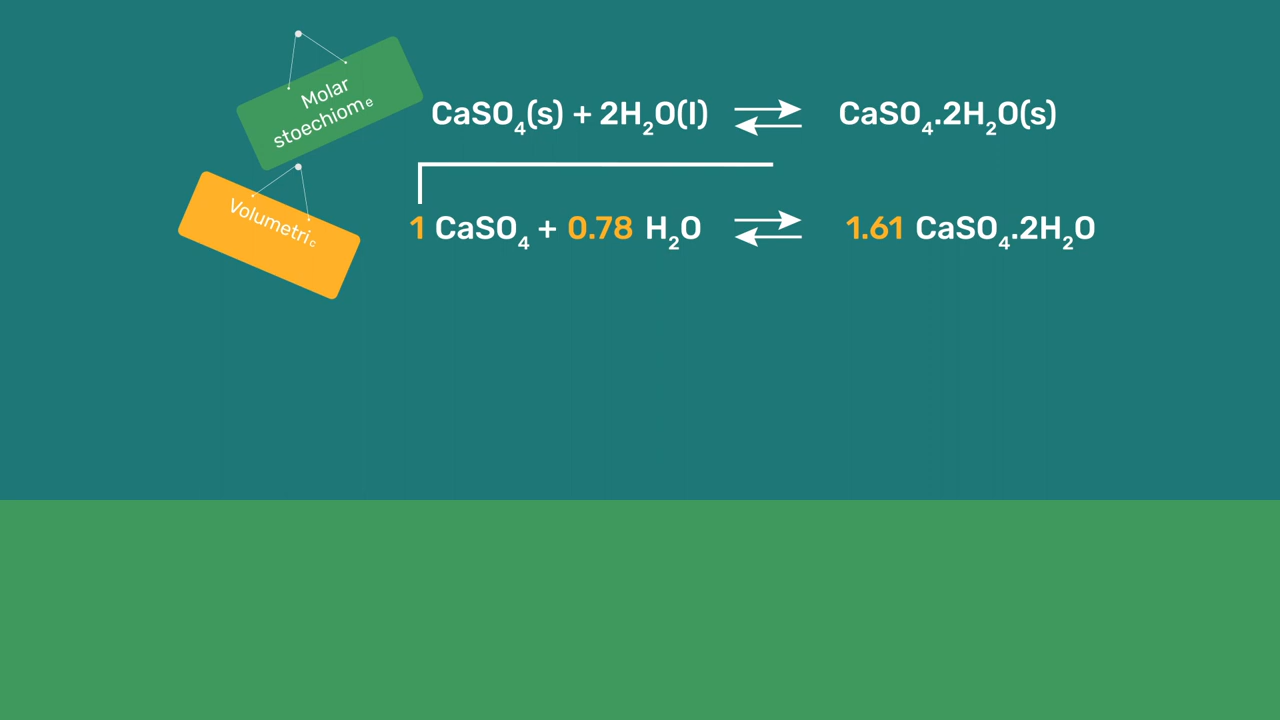 Molar
stoechiome
CaSO₄(s) + 2H₂O(l) ⇌ CaSO₄.2H₂O(s)
Volumetric
1 CaSO₄ + 0.78 H₂O ⇌ 1.61 CaSO₄.2H₂O